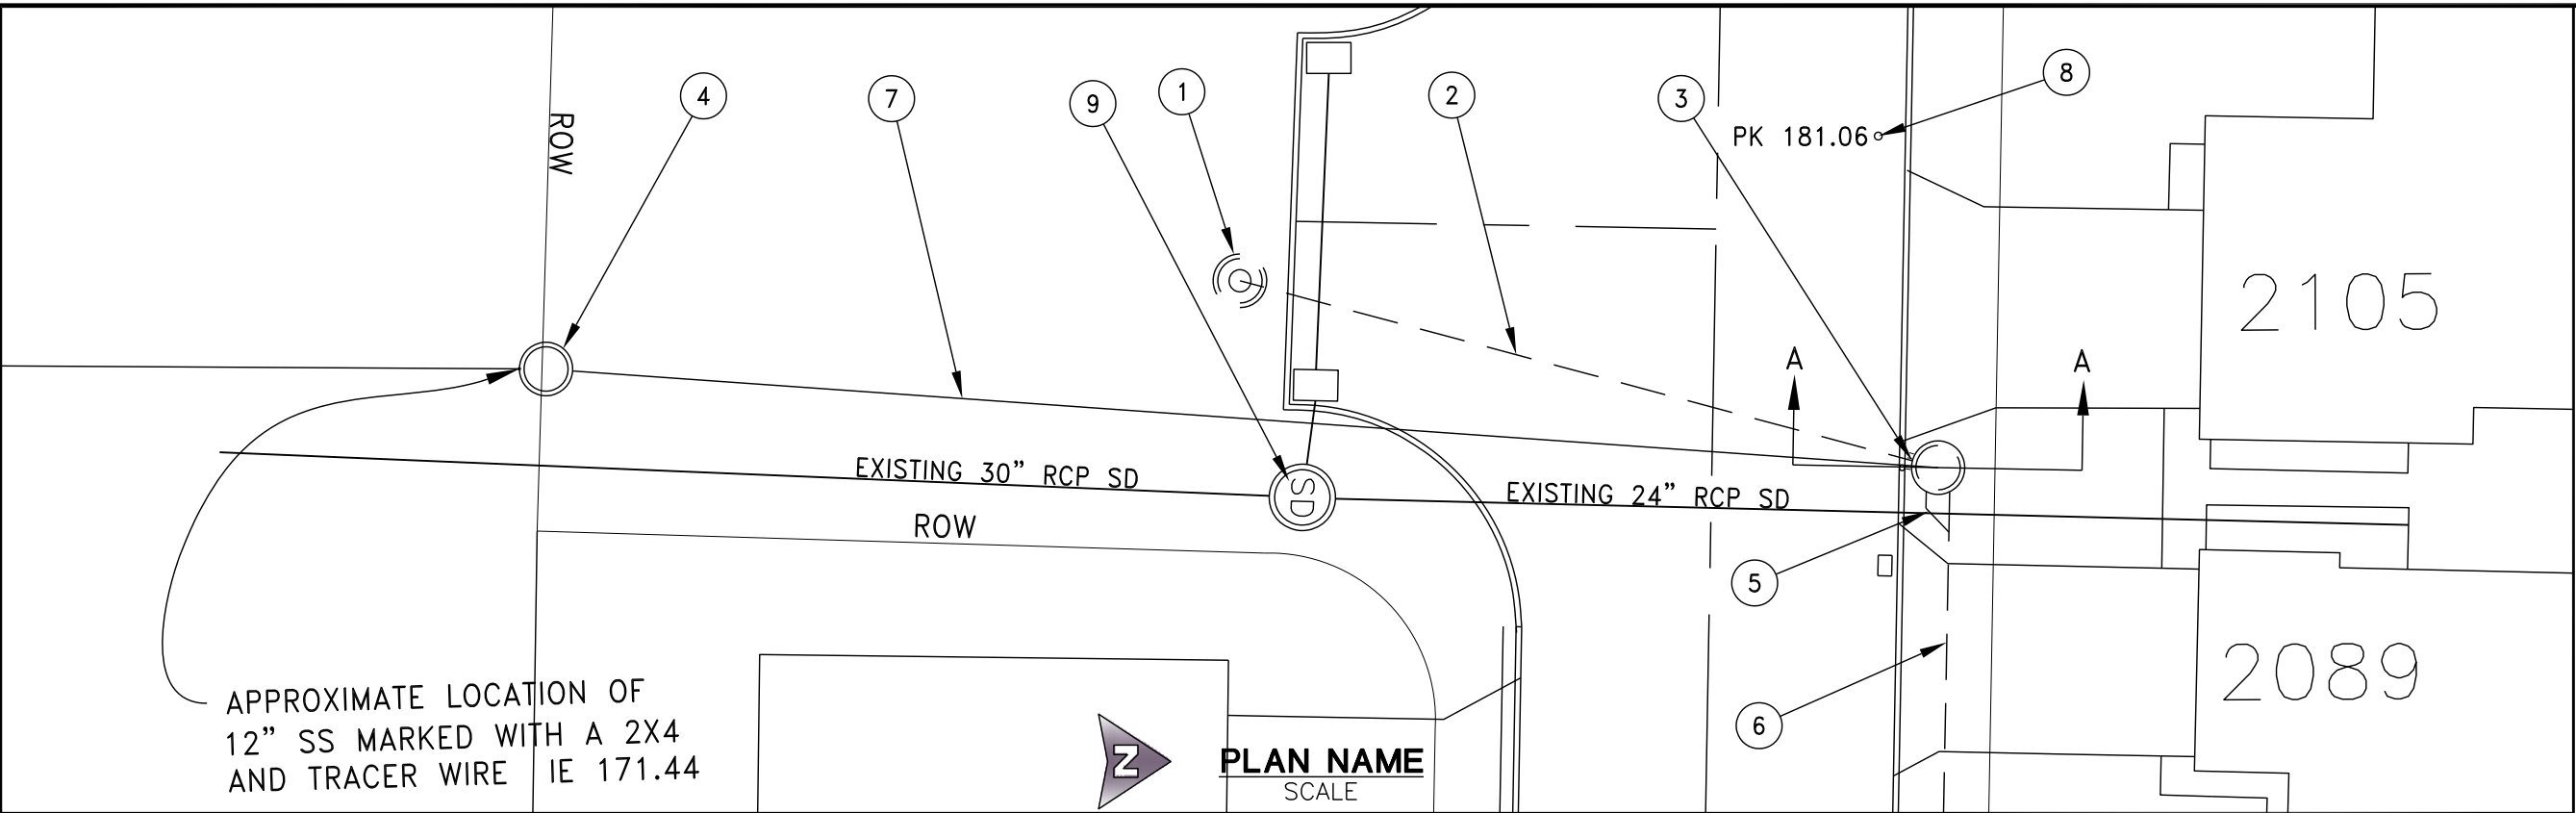 4
7
9
1
2
3
8
ROW
PK 181.06
2105
A
A
EXISTING 30” RCP SD
SD
EXISTING 24” RCP SD
ROW
5
6
2089
APPROXIMATE LOCATION OF
12” SS MARKED WITH A 2X4
AND TRACER WIRE IE 171.44
N
PLAN NAME
SCALE